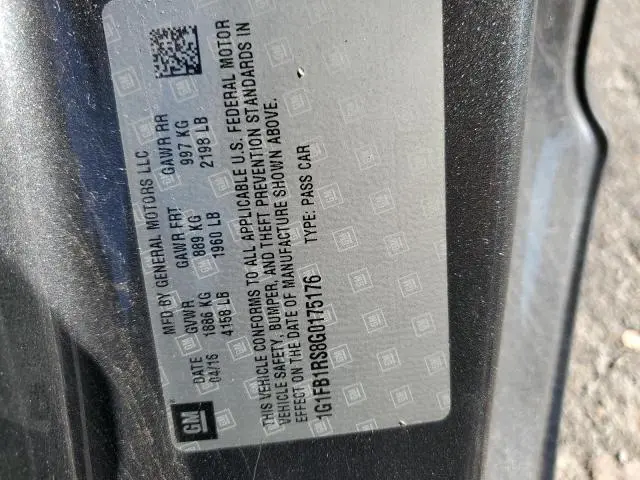 MFD BY GENERAL MOTORS LLC
DATE GVWR GAWR FRT GAWR RR
04/16 1886 KG 889 KG 997 KG
4158 LB 1960 LB 2198 LB
GM
THIS VEHICLE CONFORMS TO ALL APPLICABLE U.S. FEDERAL MOTOR
VEHICLE SAFETY, BUMPER, AND THEFT PREVENTION STANDARDS IN
EFFECT ON THE DATE OF MANUFACTURE SHOWN ABOVE.
1G1FB1RS8G0175176 TYPE: PASS CAR